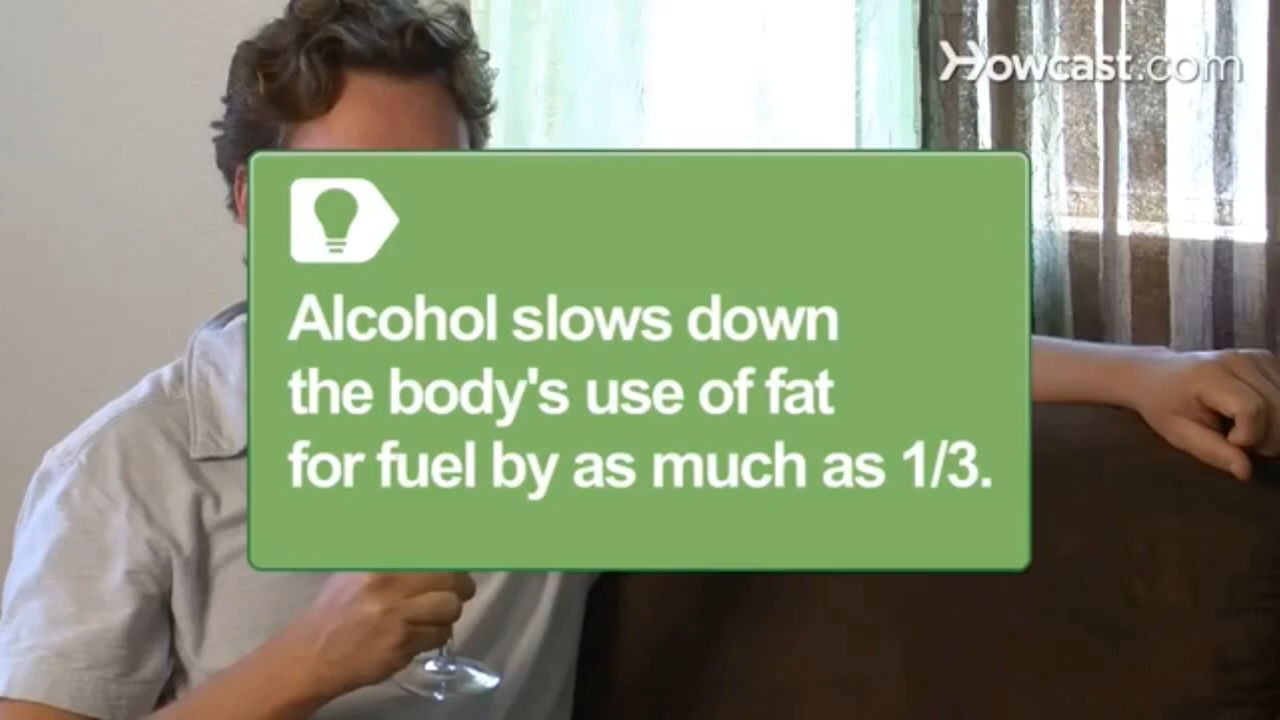 Howcast.com
Alcohol slows down
the body's use of fat
for fuel by as much as 1/3.